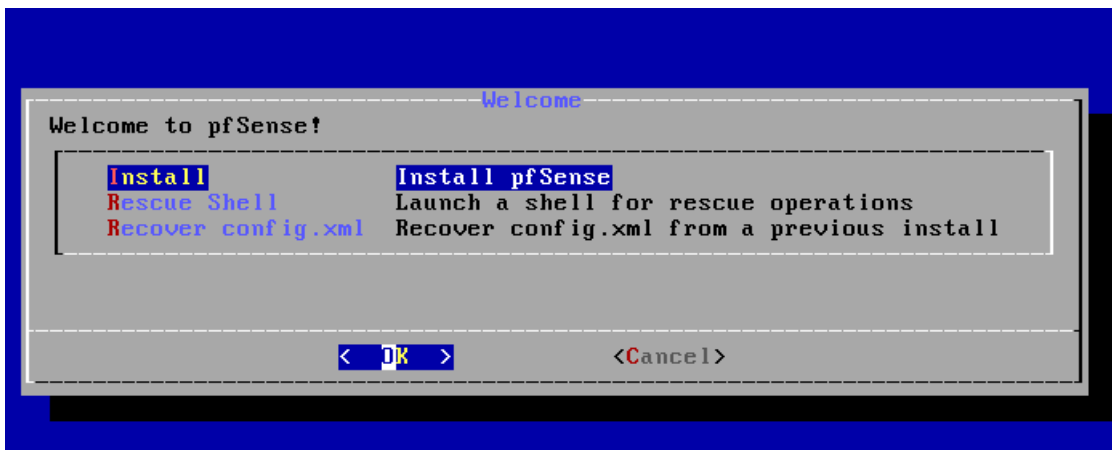 Welcome
Welcome to pfSense!
Install Install pfSense
Rescue Shell Launch a shell for rescue operations
Recover config.xml Recover config.xml from a previous install
< OK > <Cancel>